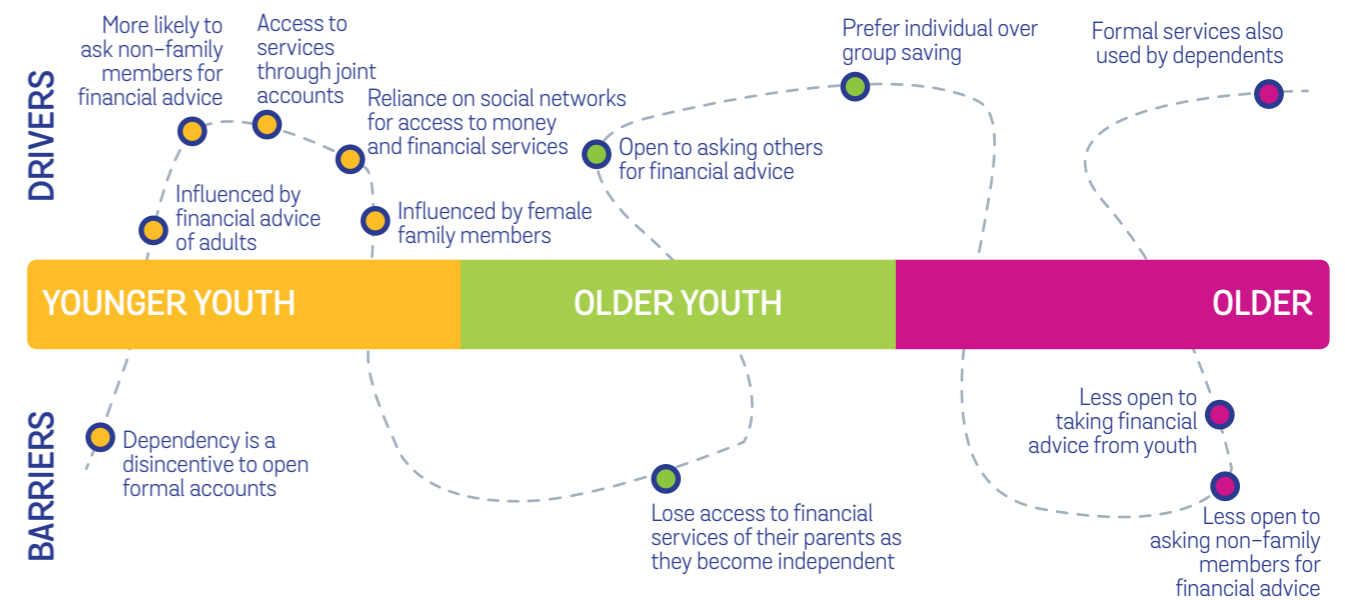 DRIVERS
More likely to
ask non-family
members for
financial advice
Access to
services
through joint
accounts
Reliance on social networks
for access to money
and financial services
Influenced by
financial advice
of adults
Influenced by female
family members
Open to asking others
for financial advice
Prefer individual over
group saving
Formal services also
used by dependents
YOUNGER YOUTH
OLDER YOUTH
OLDER
BARRIERS
Dependency is a
disincentive to open
formal accounts
Lose access to financial
services of their parents as
they become independent
Less open to
taking financial
advice from youth
Less open to
asking non-family
members for
financial advice